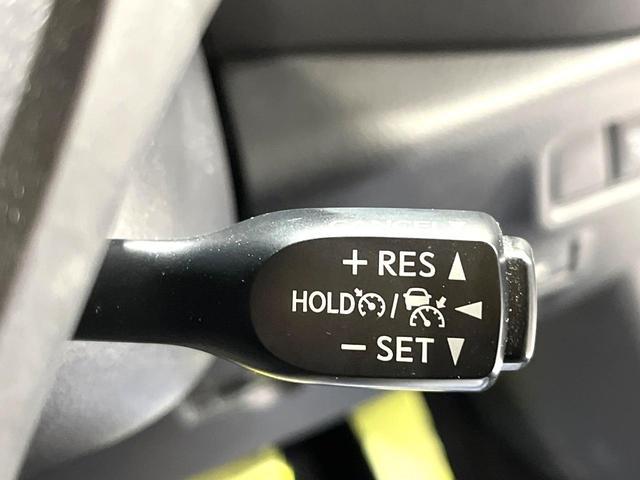 + RES ▲
HOLD / ◀
− SET ▼